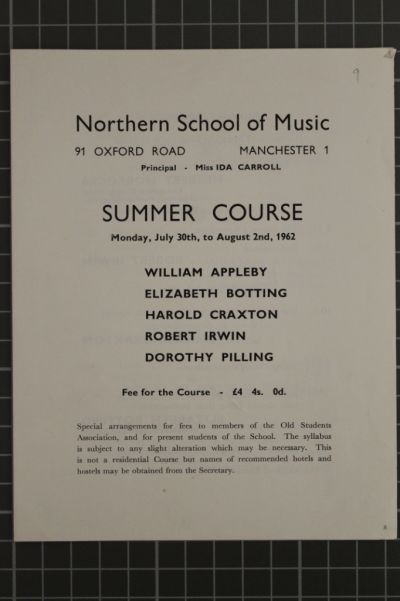 9
Northern School of Music
91 OXFORD ROAD MANCHESTER 1
Principal - Miss IDA CARROLL
SUMMER COURSE
Monday, July 30th, to August 2nd, 1962
WILLIAM APPLEBY
ELIZABETH BOTTING
HAROLD CRAXTON
ROBERT IRWIN
DOROTHY PILLING
Fee for the Course - £4 4s. 0d.
Special arrangements for fees to members of the Old Students
Association, and for present students of the School. The syllabus
is subject to any slight alteration which may be necessary. This
is not a residential Course but names of recommended hotels and
hostels may be obtained from the Secretary.